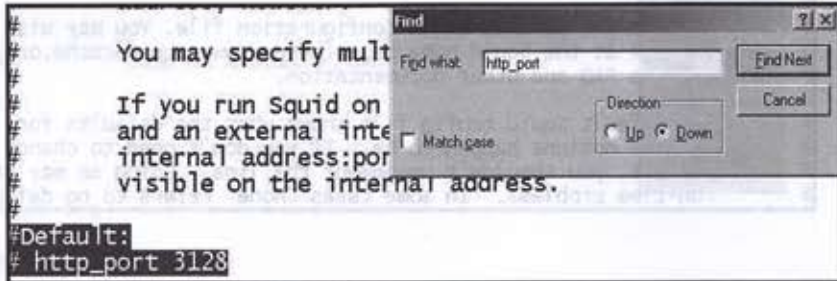 #
# You may specify mult
#
# If you run Squid on
# and an external inte
# internal address:por
# visible on the internal address.
#
#Default:
# http_port 3128
Find
? ×
Find what: http_port
Find Next
Cancel
Direction
Up Down
Match case